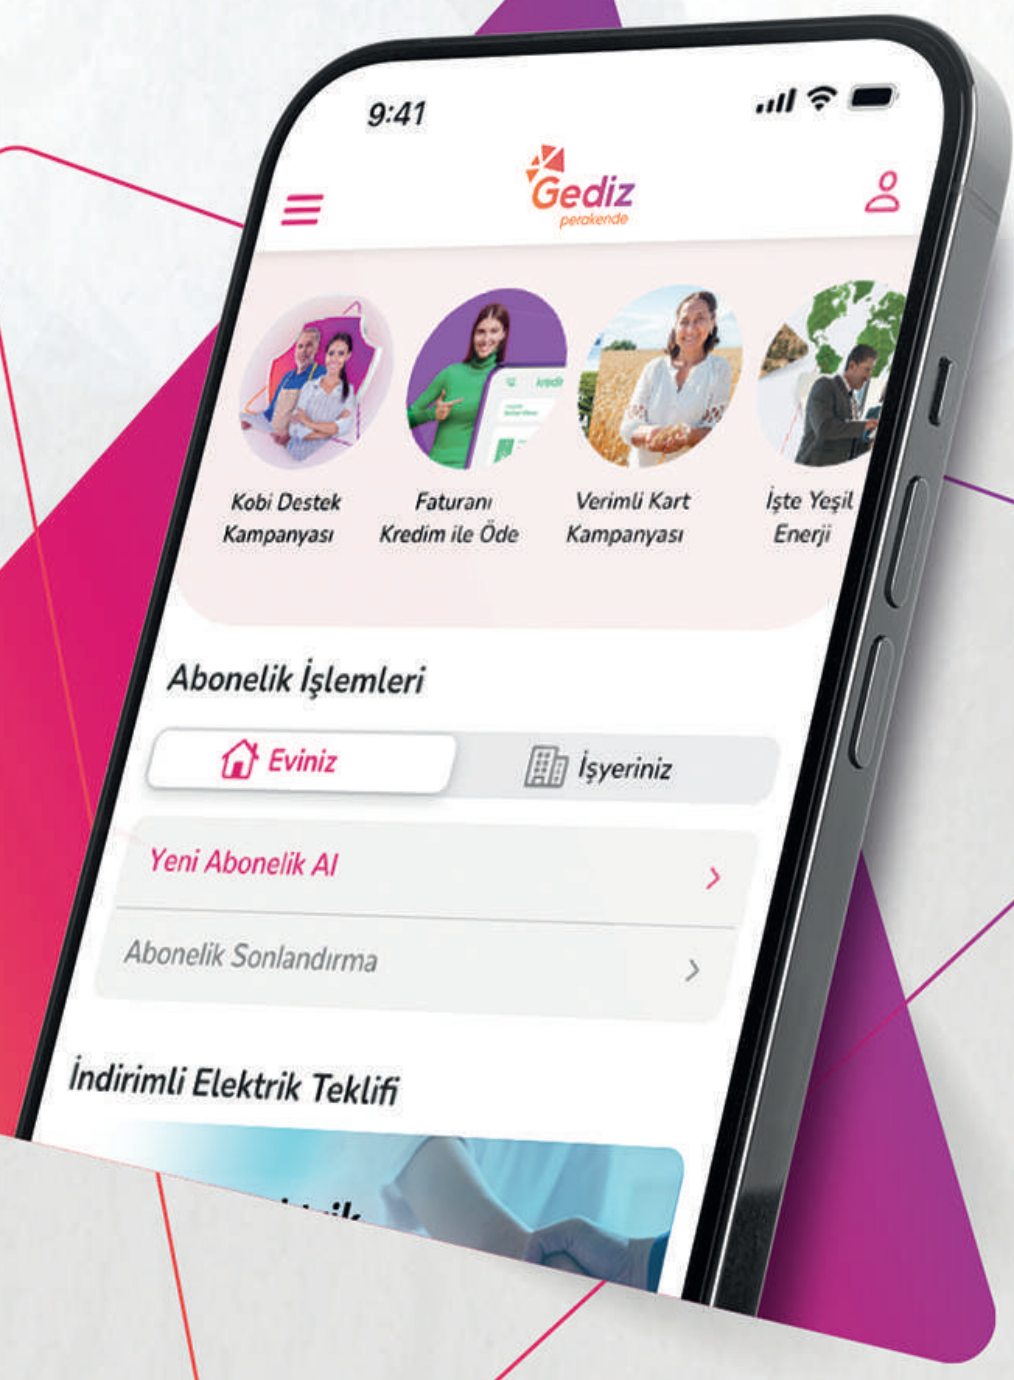 9:41
Gediz
perakende
kredim
Kobi Destek
Kampanyası
Faturanı
Kredim ile Öde
Verimli Kart
Kampanyası
İşte Yeşil
Enerji
Abonelik İşlemleri
Eviniz
İşyeriniz
Yeni Abonelik Al
Abonelik Sonlandırma
İndirimli Elektrik Teklifi